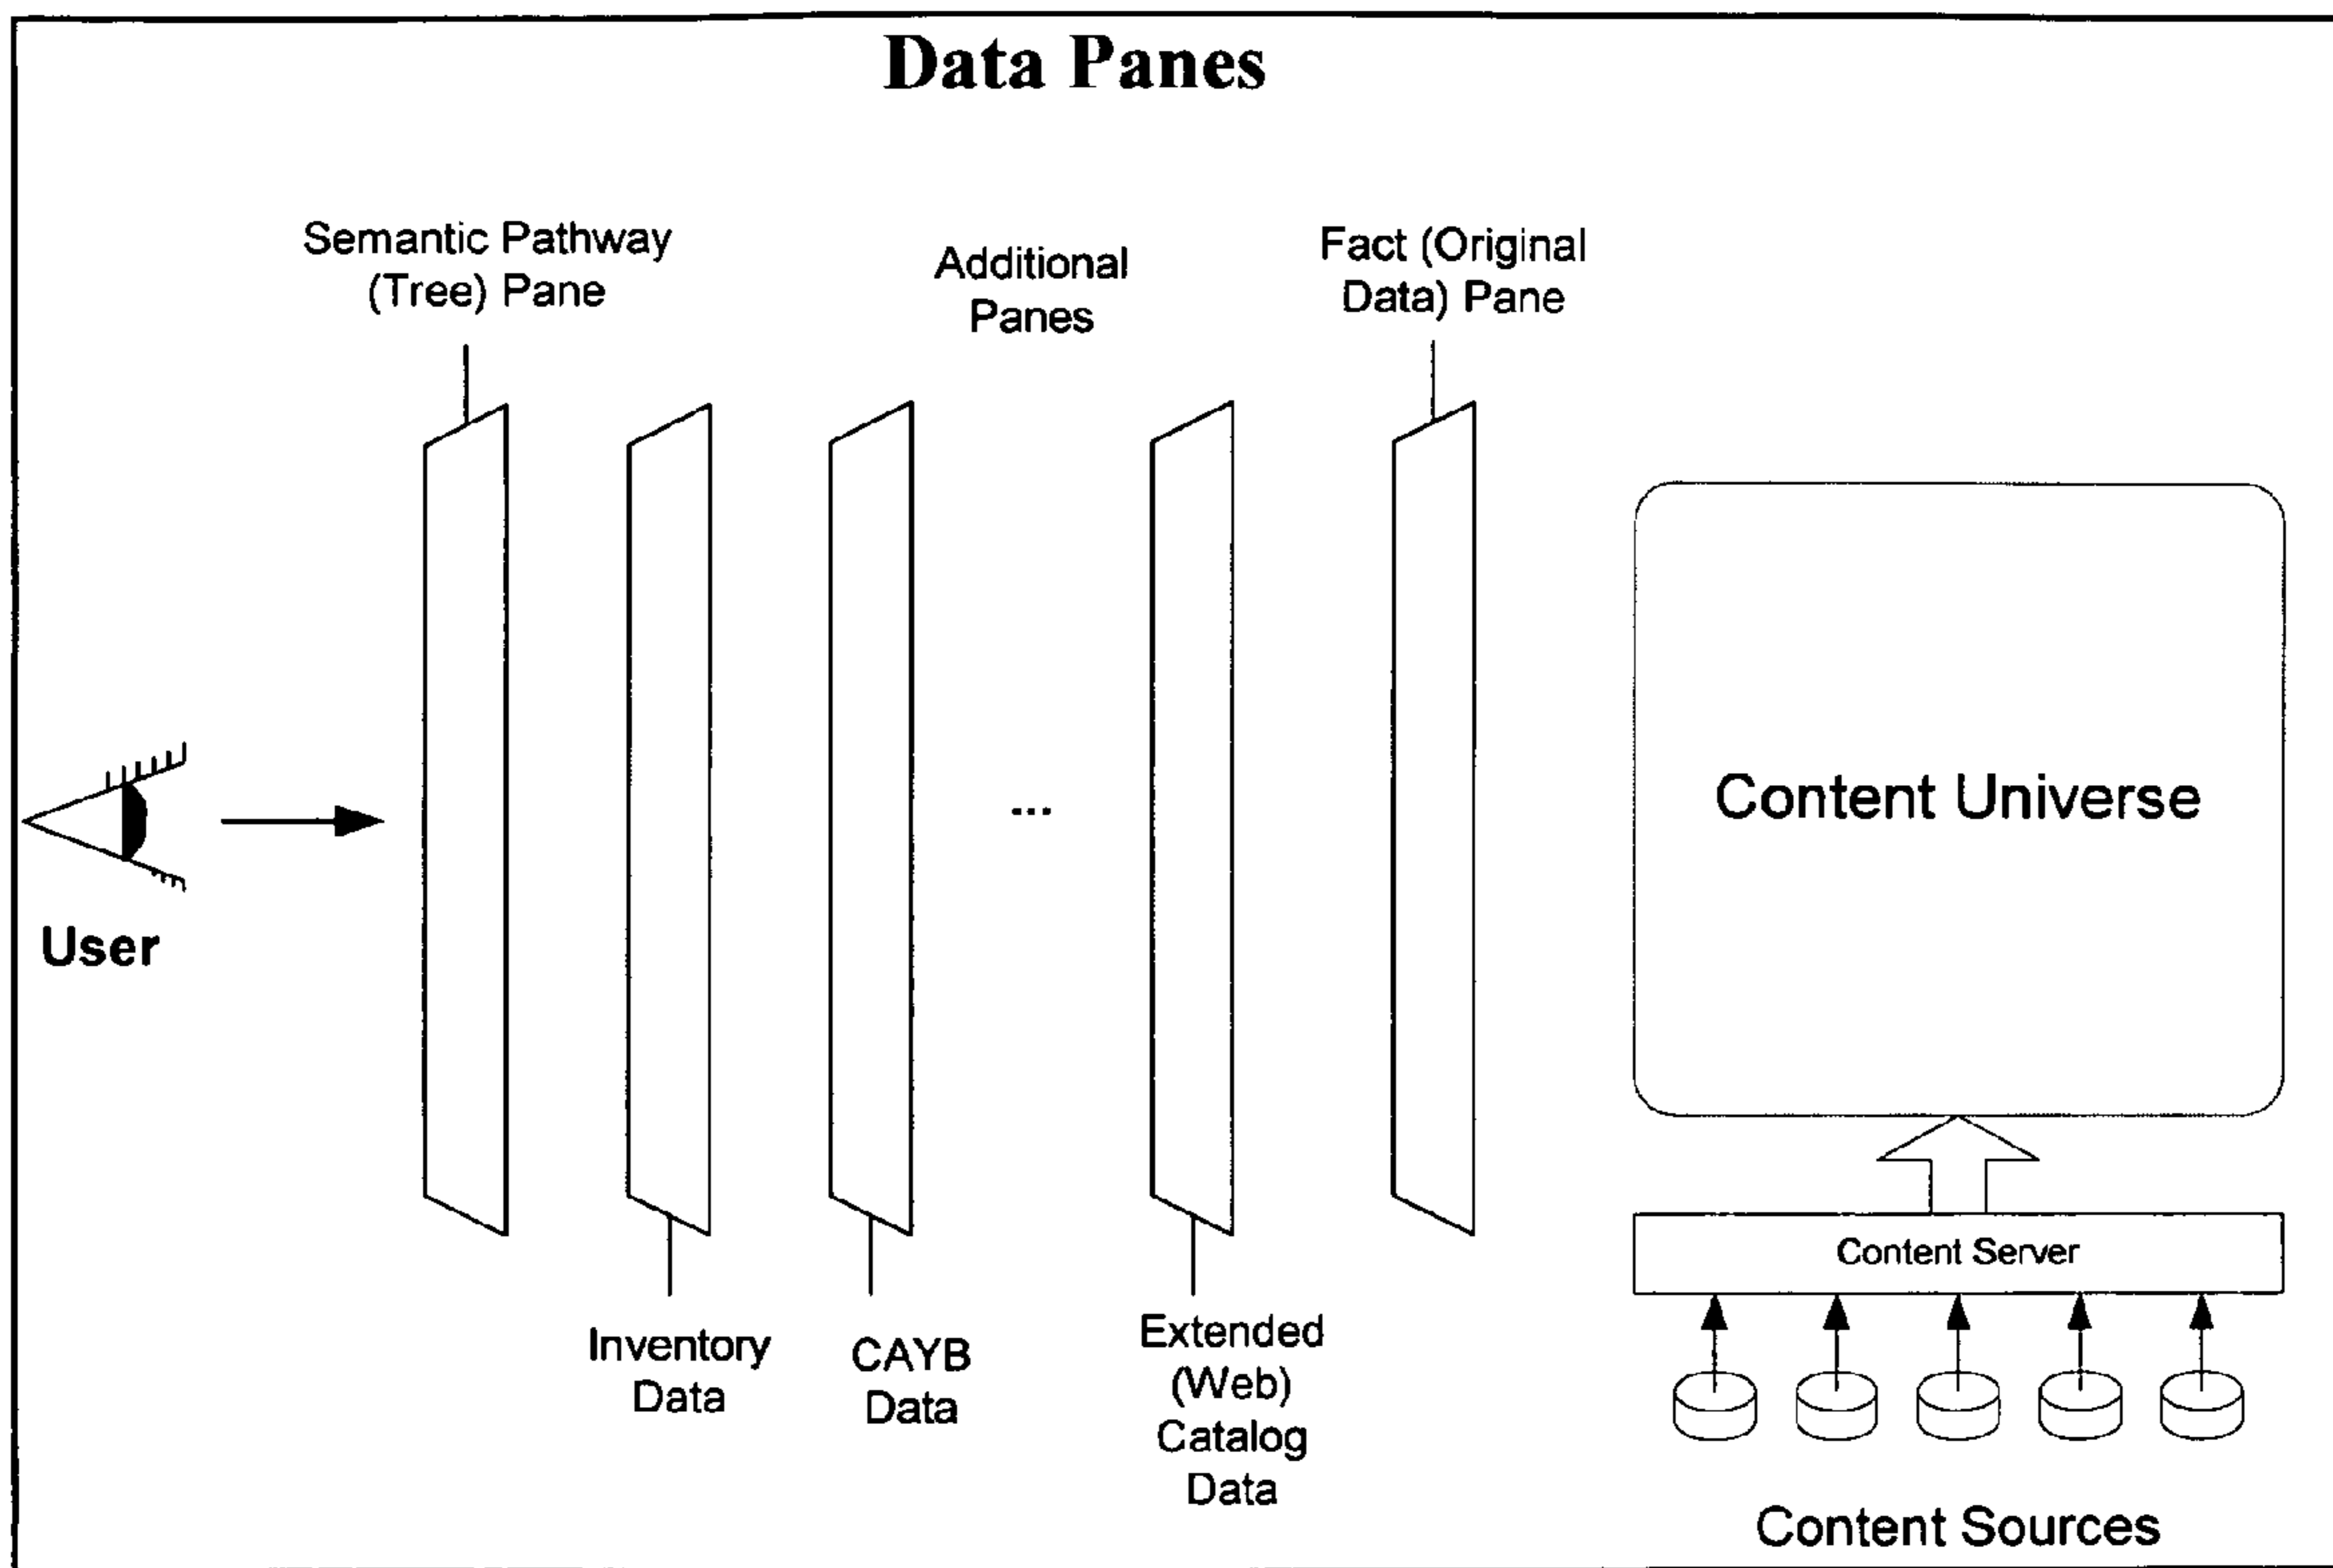 Data Panes
Semantic Pathway
(Tree) Pane
Additional
Panes
Fact (Original
Data) Pane
...
Content Universe
User
Content Server
Inventory
Data
CAYB
Data
Extended
(Web)
Catalog
Data
Content Sources